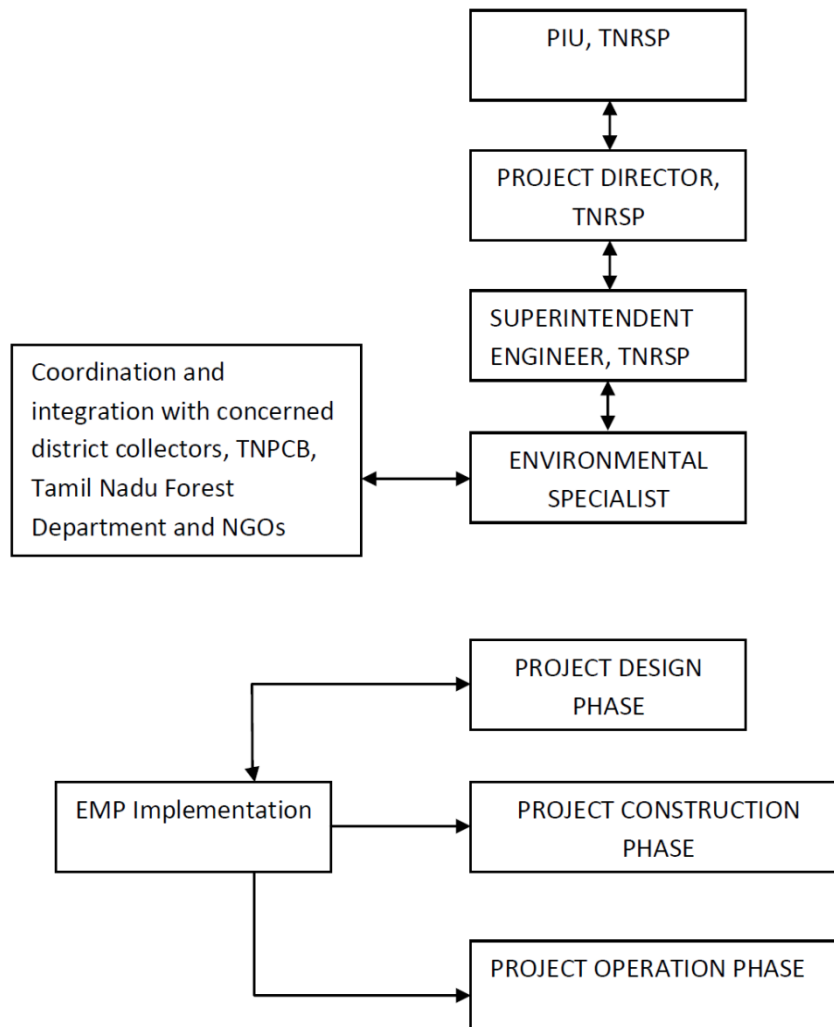 PIU, TNRSP
PROJECT DIRECTOR,
TNRSP
SUPERINTENDENT
ENGINEER, TNRSP
Coordination and
integration with concerned
district collectors, TNPCB,
Tamil Nadu Forest
Department and NGOs
ENVIRONMENTAL
SPECIALIST
PROJECT DESIGN
PHASE
EMP Implementation
PROJECT CONSTRUCTION
PHASE
PROJECT OPERATION PHASE